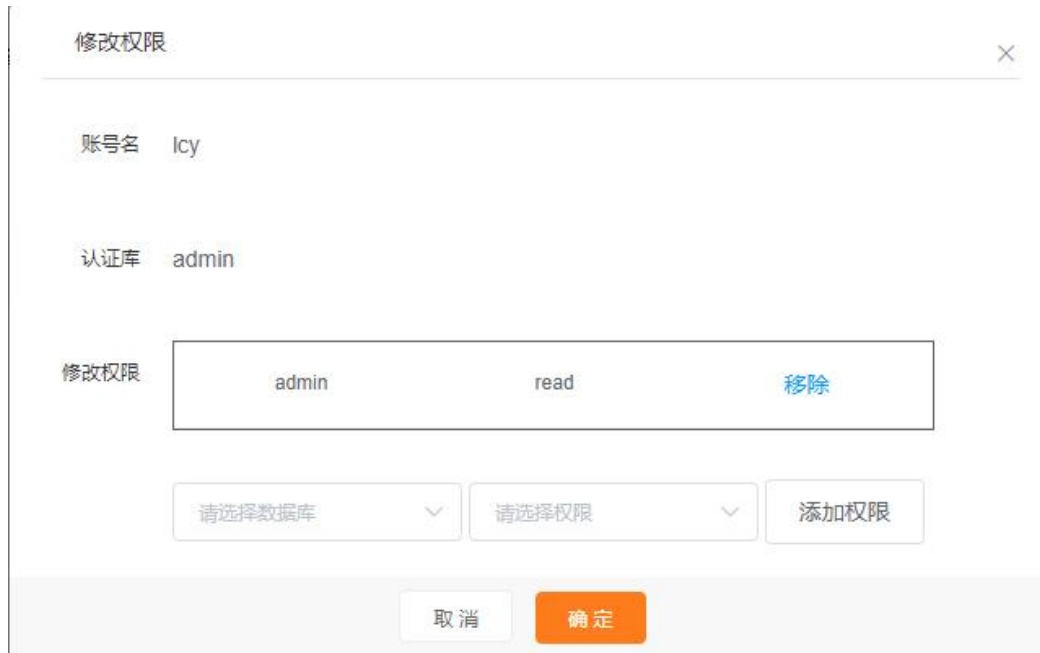 修改权限
账号名 lcy
认证库 admin
修改权限 admin read 移除
请选择数据库 请选择权限 添加权限
取消 确定